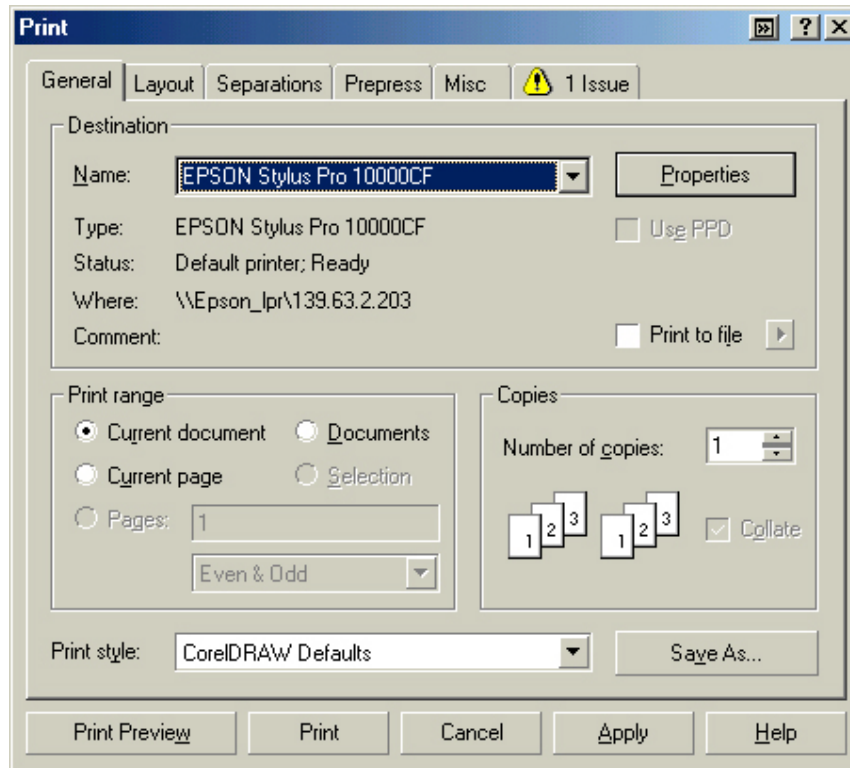 Print
General Layout Separations Prepress Misc 1 Issue
Destination
Name: EPSON Stylus Pro 10000CF Properties
Type: EPSON Stylus Pro 10000CF Use PPD
Status: Default printer; Ready
Where: \\Epson_lpr\139.63.2.203
Comment: Print to file
Print range Copies
Current document Documents Number of copies: 1
Current page Selection
Pages: 1 1 2 3 1 2 3 Collate
Even & Odd
Print style: CorelDRAW Defaults Save As...
Print Preview Print Cancel Apply Help